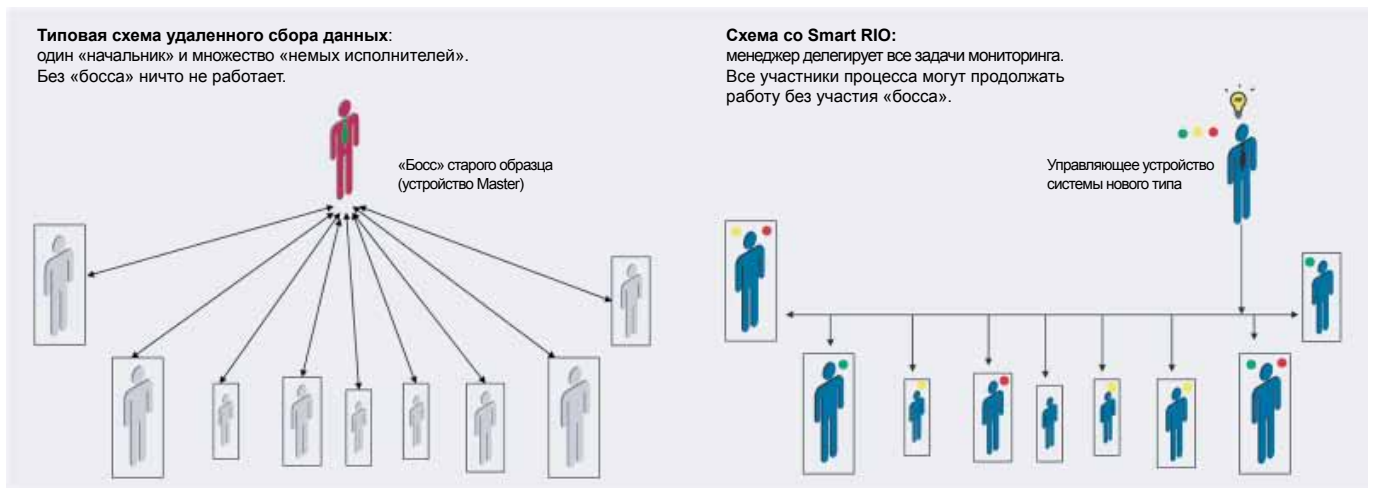 Типовая схема удаленного сбора данных:
один «начальник» и множество «немых исполнителей».
Без «босса» ничто не работает.
«Босс» старого образца
(устройство Master)
Схема со Smart RIO:
менеджер делегирует все задачи мониторинга.
Все участники процесса могут продолжать
работу без участия «босса».
Управляющее устройство
системы нового типа